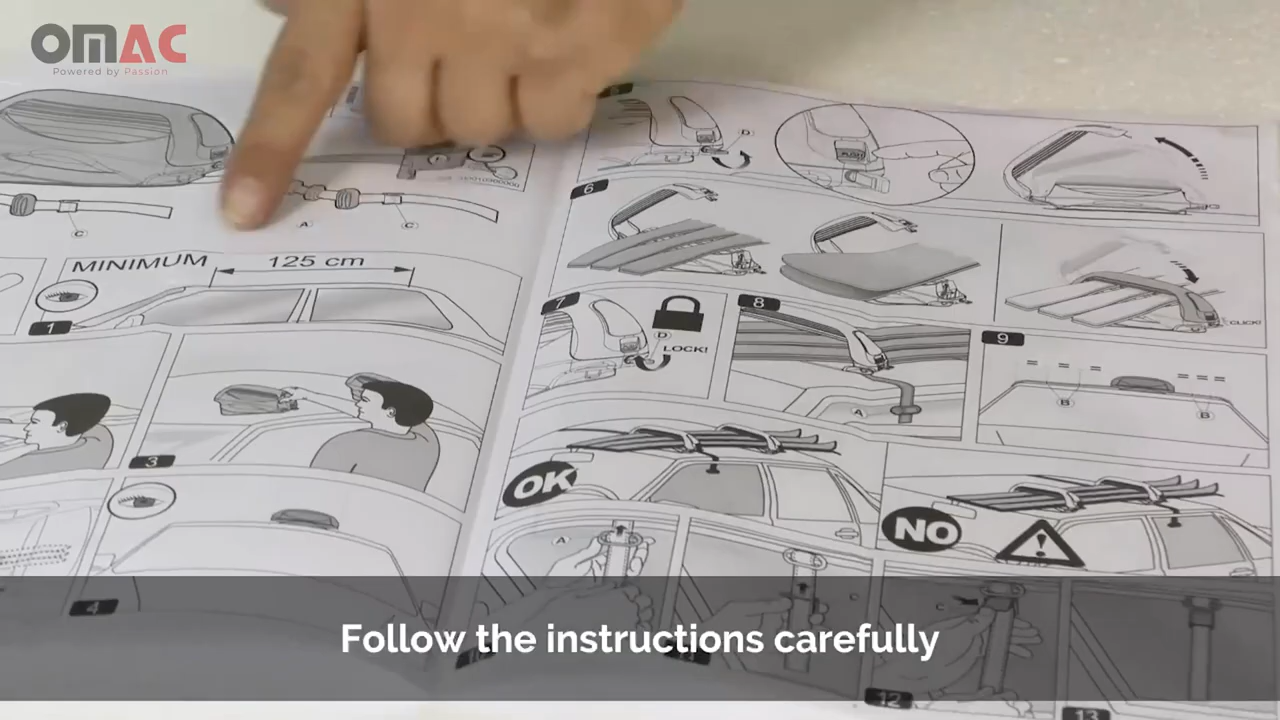 OMAC
Powered by Passion
D
PUSH
6
C
A
C
MINIMUM
125 cm
1
7
D
LOCK!
8
A
CLICK!
9
B
B
3
OK
NO
A
4
C
12
13
Follow the instructions carefully